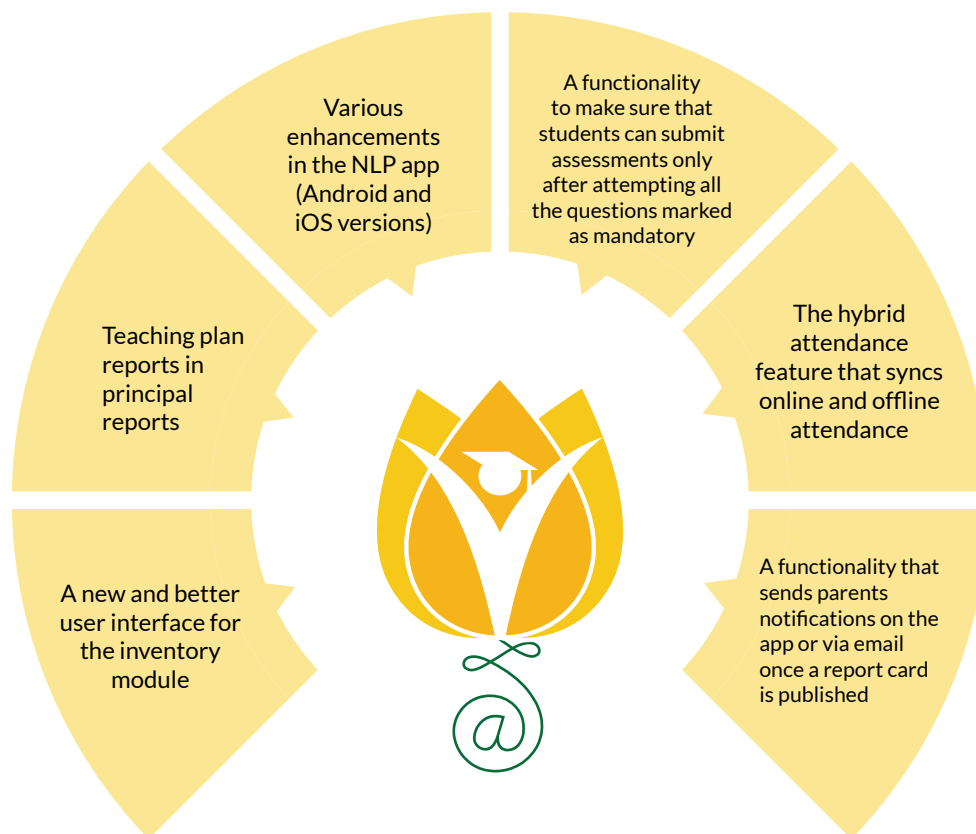 A new and better
user interface for
the inventory
module
Teaching plan
reports in
principal
reports
Various
enhancements
in the NLP app
(Android and
iOS versions)
A functionality
to make sure that
students can submit
assessments only
after attempting all
the questions marked
as mandatory
The hybrid
attendance
feature that syncs
online and offline
attendance
A functionality that
sends parents
notifications on the
app or via email
once a report card
is published
@